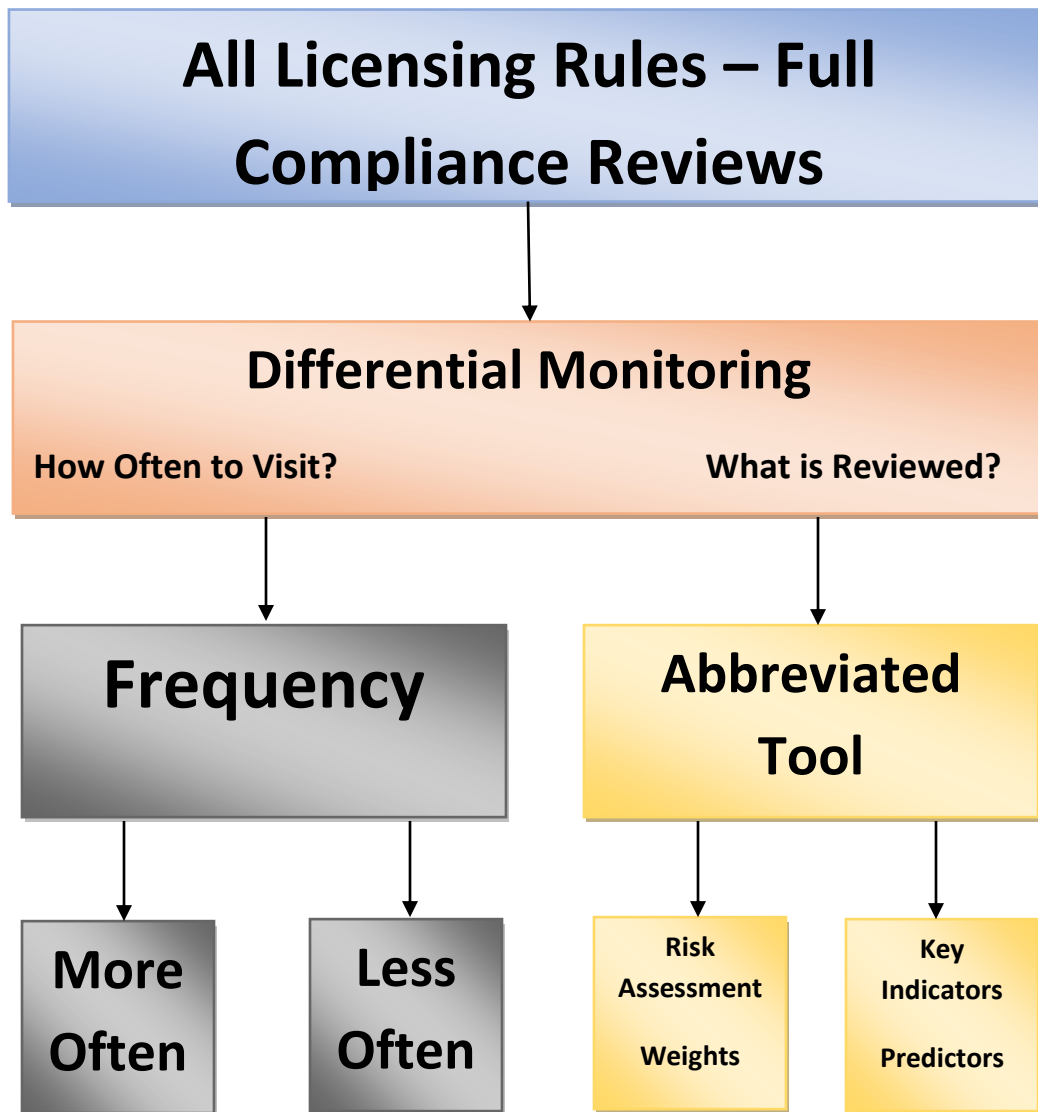 All Licensing Rules – Full
Compliance Reviews
Differential Monitoring
How Often to Visit?
What is Reviewed?
Frequency
Abbreviated
Tool
More
Often
Less
Often
Risk
Assessment
Weights
Key
Indicators
Predictors